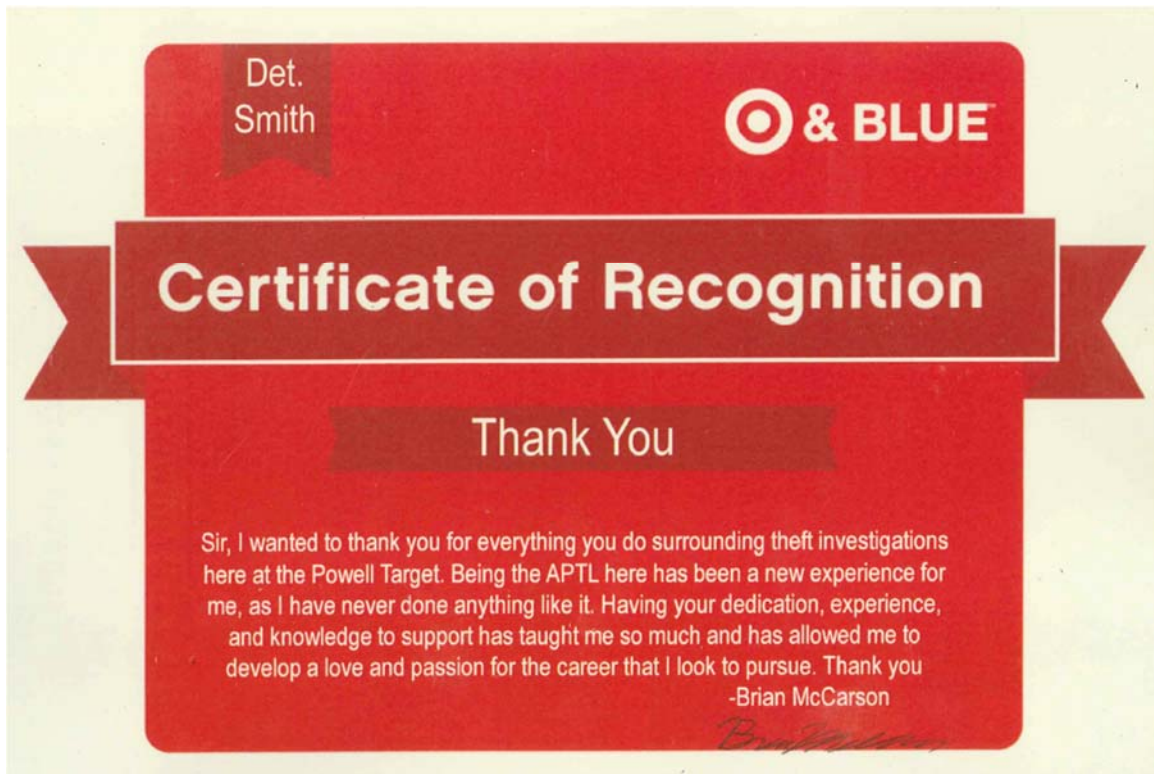 Det.
Smith
& BLUE™
Certificate of Recognition
Thank You
Sir, I wanted to thank you for everything you do surrounding theft investigations
here at the Powell Target. Being the APTL here has been a new experience for
me, as I have never done anything like it. Having your dedication, experience,
and knowledge to support has taught me so much and has allowed me to
develop a love and passion for the career that I look to pursue. Thank you
-Brian McCarson